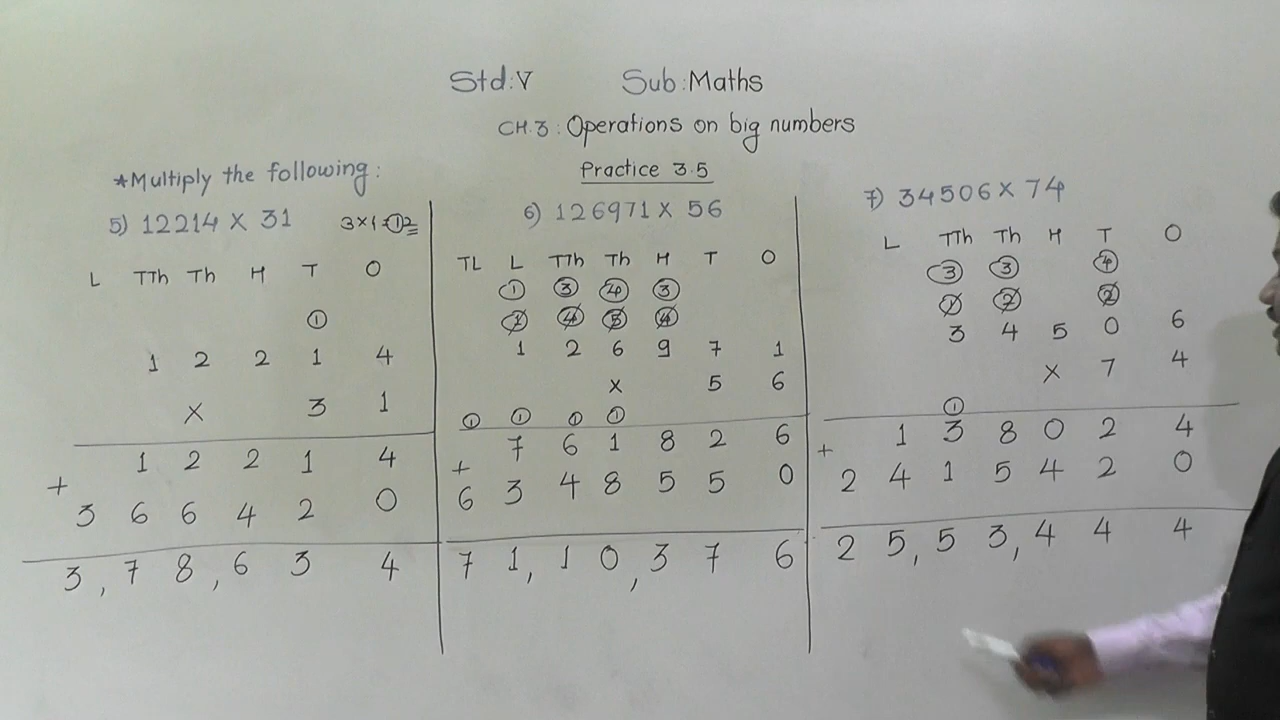 Std: V Sub: Maths
CH.3: Operations on big numbers
Practice 3.5
*Multiply the following:
5) 12214 × 31
L TTh Th H T O
1
1 2 2 1 4
× 3 1
1 2 2 1 4
+
3 6 6 4 2 0
3,7 8,6 3 4
6) 126971 × 56
TL L TTh Th H T O
1 3 4 3
2 4 5 4
1 2 6 9 7 1
× 5 6
1 1 1 1
7 6 1 8 2 6
+
6 3 4 8 5 5 0
7 1,1 0,3 7 6
7) 34506 × 74
L TTh Th H T O
3 3 4
2 2
3 4 5 0 6
× 7 4
1
+ 1 3 8 0 2 4
2 4 1 5 4 2 0
2 5,5 3,4 4 4